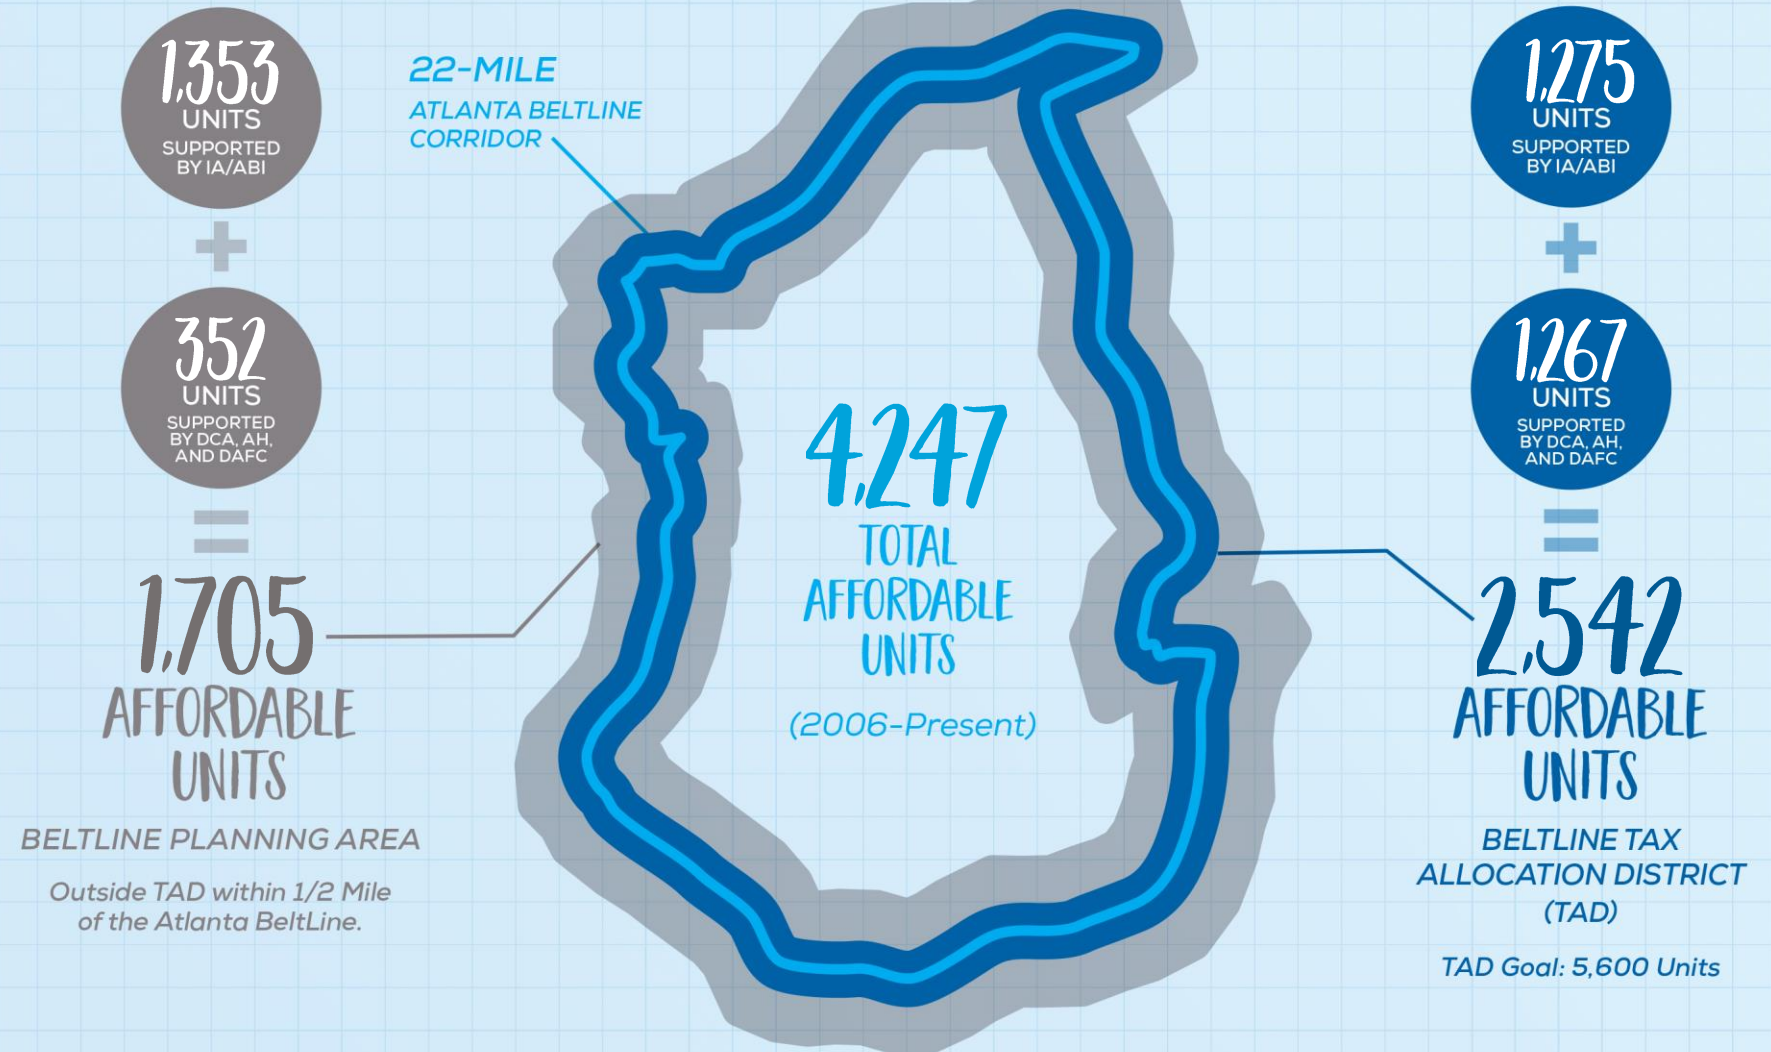 1,353
UNITS
SUPPORTED
BY IA/ABI
+
352
UNITS
SUPPORTED
BY DCA, AH,
AND DAFC
=
1,705
AFFORDABLE
UNITS
BELTLINE PLANNING AREA
Outside TAD within 1/2 Mile
of the Atlanta BeltLine.
22-MILE
ATLANTA BELTLINE
CORRIDOR
4,247
TOTAL
AFFORDABLE
UNITS
(2006-Present)
1,275
UNITS
SUPPORTED
BY IA/ABI
+
1,267
UNITS
SUPPORTED
BY DCA, AH,
AND DAFC
=
2,542
AFFORDABLE
UNITS
BELTLINE TAX
ALLOCATION DISTRICT
(TAD)
TAD Goal: 5,600 Units